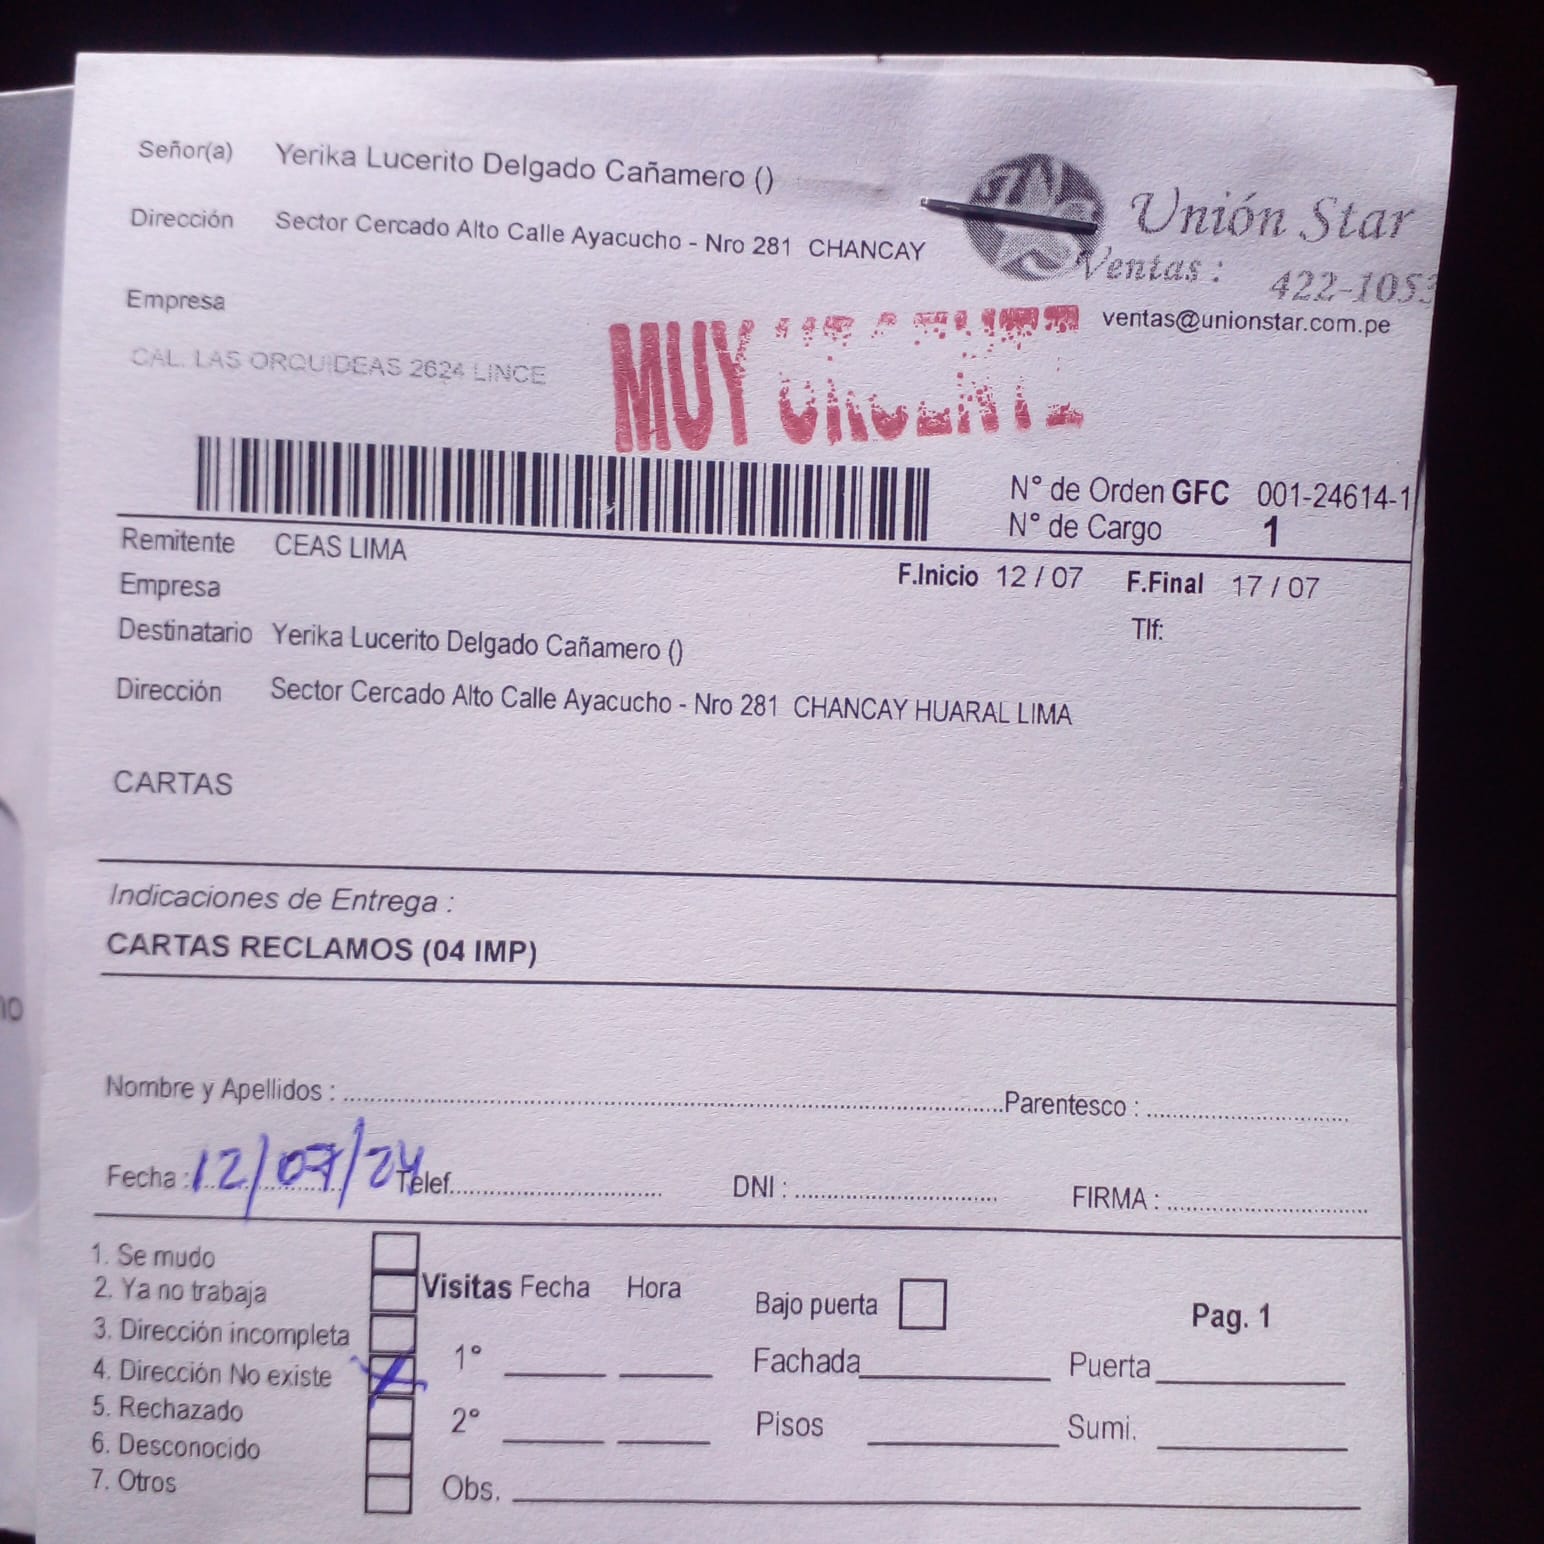 Señor(a) Yerika Lucerito Delgado Cañamero ()
Dirección Sector Cercado Alto Calle Ayacucho - Nro 281 CHANCAY
Unión Star
Ventas : 422-1053
ventas@unionstar.com.pe
Empresa
CAL. LAS ORQUIDEAS 2624 LINCE
MUY URGENTE
N° de Orden GFC 001-24614-1
N° de Cargo 1
Remitente CEAS LIMA
F.Inicio 12 / 07 F.Final 17 / 07
Empresa
Tlf:
Destinatario Yerika Lucerito Delgado Cañamero ()
Dirección Sector Cercado Alto Calle Ayacucho - Nro 281 CHANCAY HUARAL LIMA
CARTAS
Indicaciones de Entrega :
CARTAS RECLAMOS (04 IMP)
Nombre y Apellidos : Parentesco :
Fecha : 12/07/24 Telef. DNI : FIRMA :
1. Se mudo
2. Ya no trabaja
3. Dirección incompleta
4. Dirección No existe
5. Rechazado
6. Desconocido
7. Otros
Visitas Fecha Hora
1°
2°
Obs.
Bajo puerta
Pag. 1
Fachada Puerta
Pisos Sumi.